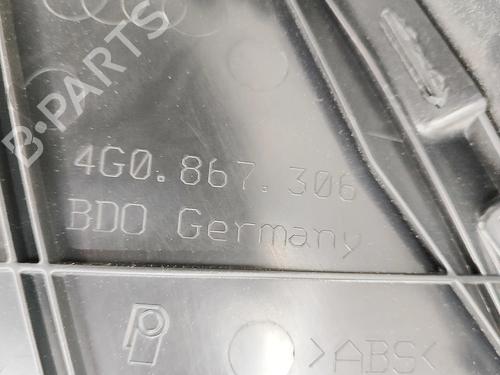 B-PARTS
4G0.867.306
BDO Germany
>ABS<